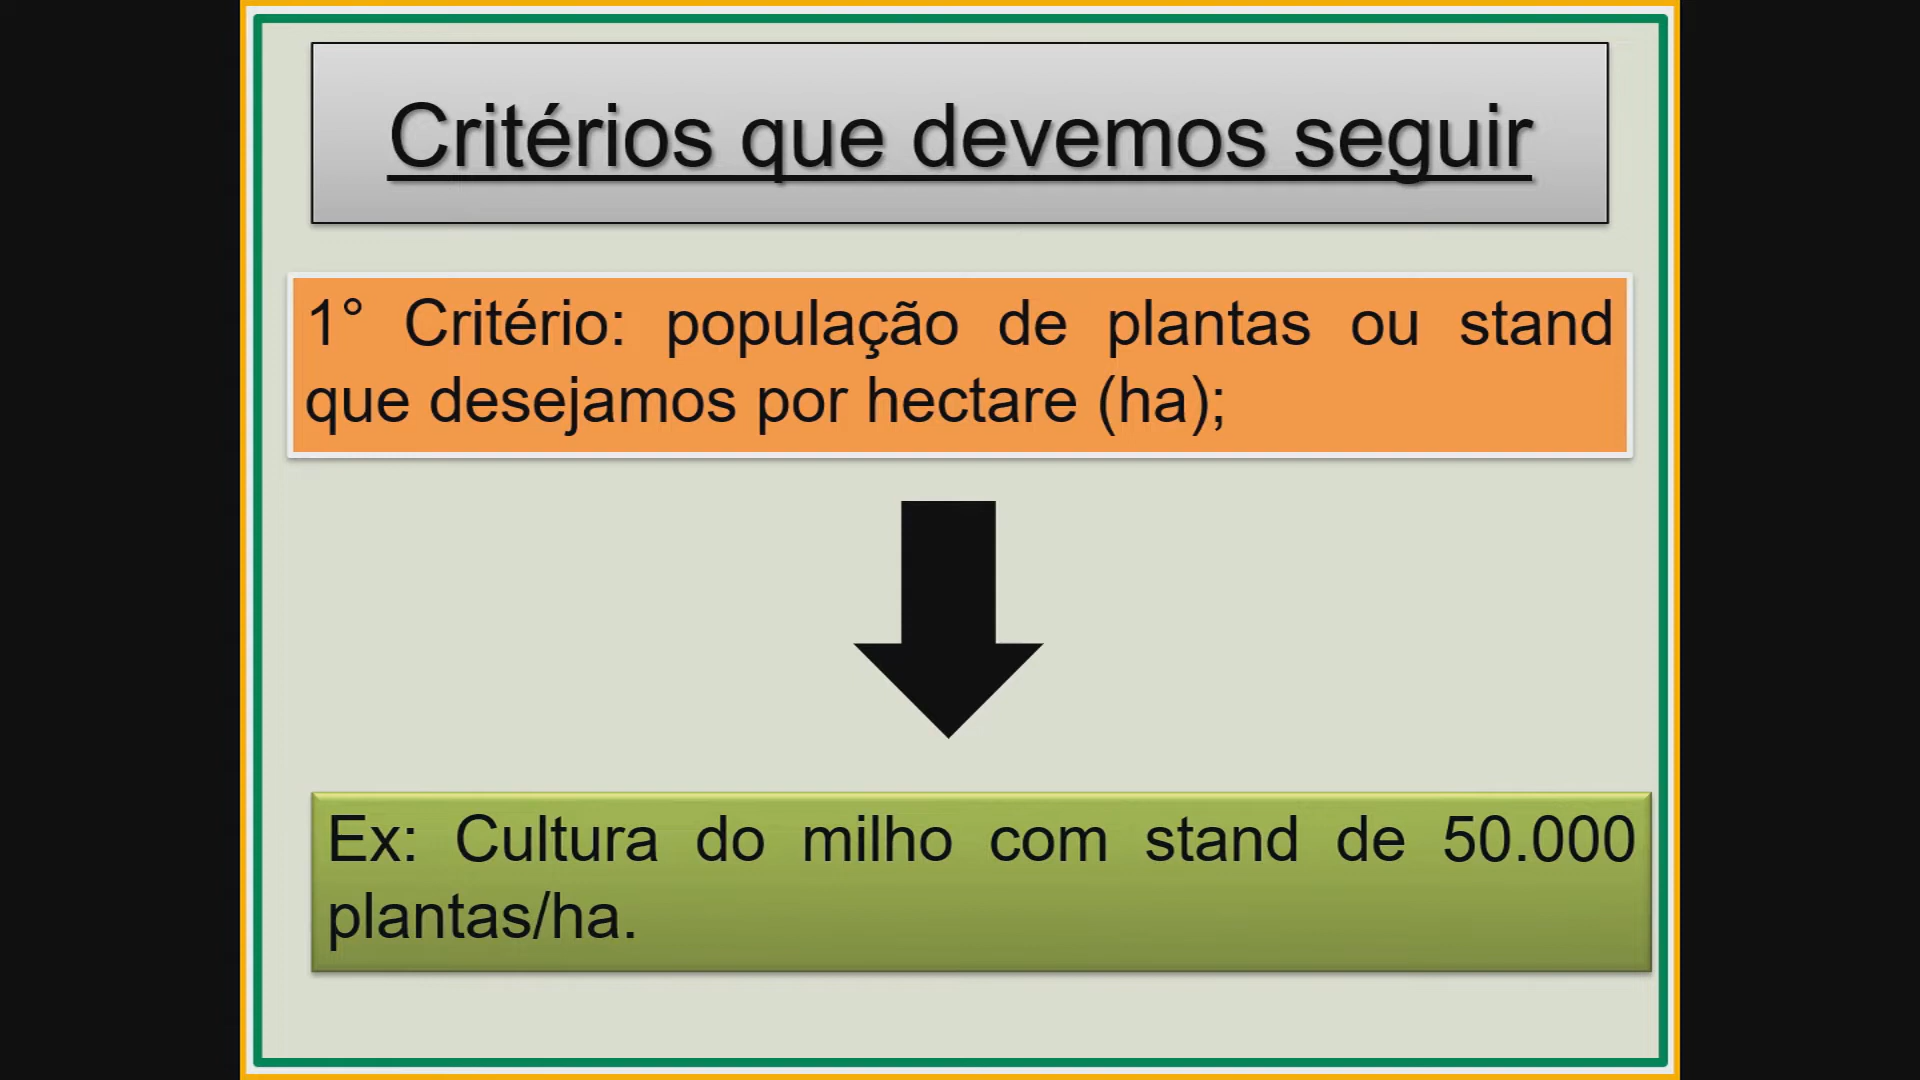 Critérios que devemos seguir
1° Critério: população de plantas ou stand
que desejamos por hectare (ha);
Ex: Cultura do milho com stand de 50.000
plantas/ha.